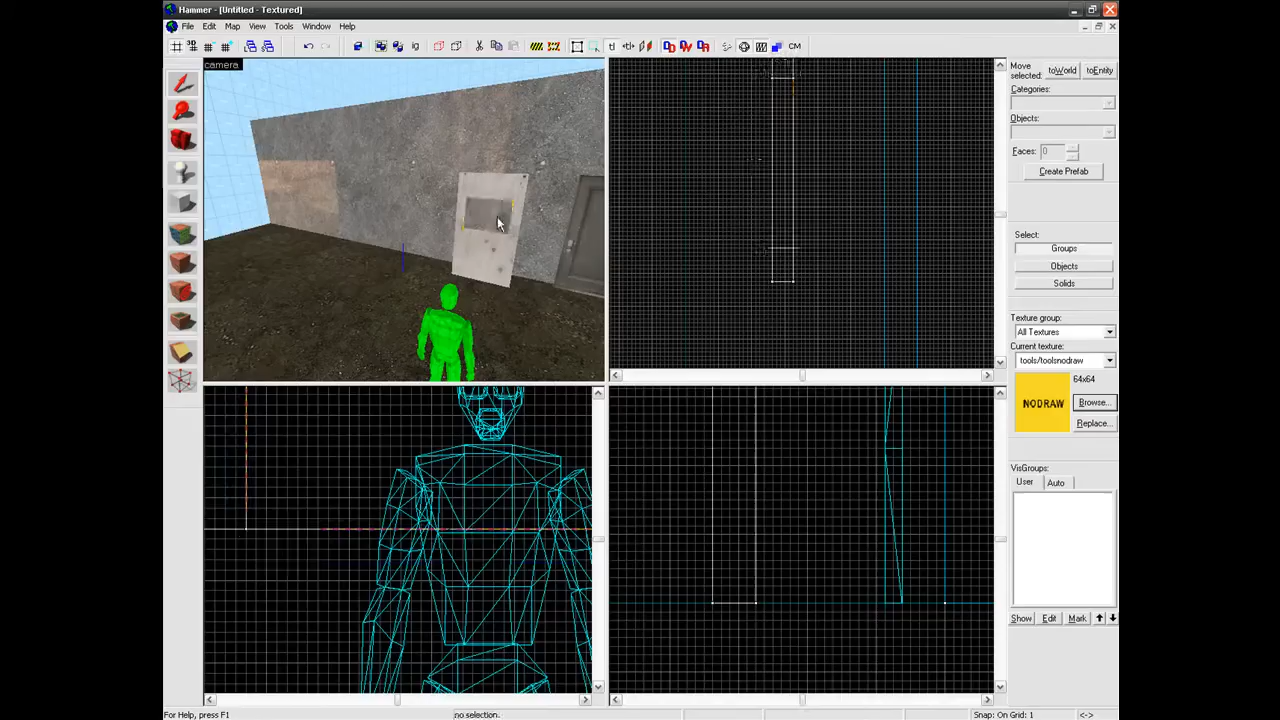 Hammer - [Untitled - Textured]
File Edit Map View Tools Window Help
camera
Move selected:
toWorld
toEntity
Categories:
Objects:
Faces:
0
Create Prefab
Select:
Groups
Objects
Solids
Texture group:
All Textures
Current texture:
tools/toolsnodraw
64x64
NODRAW
Browse...
Replace...
VisGroups:
User
Auto
Show
Edit
Mark
For Help, press F1
no selection.
Snap: On Grid: 1
<->